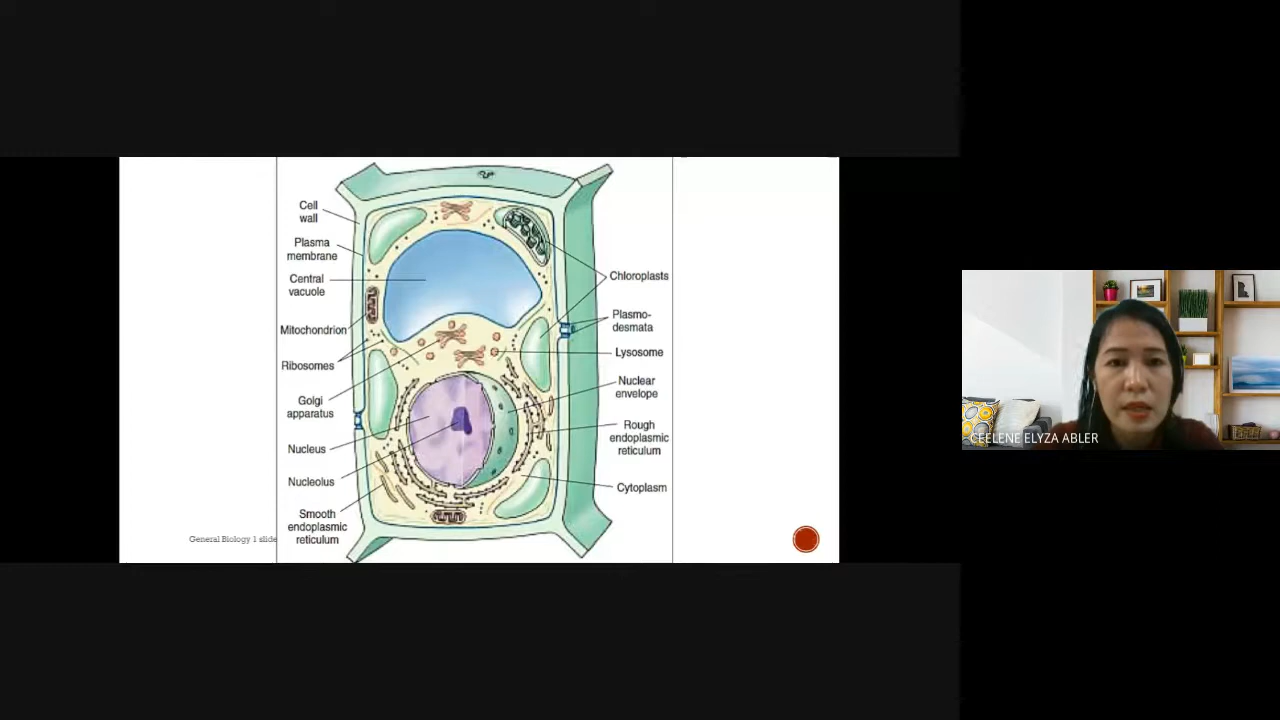 Cell
wall
Plasma
membrane
Central
vacuole
Mitochondrion
Ribosomes
Golgi
apparatus
Nucleus
Nucleolus
Smooth
endoplasmic
reticulum
Chloroplasts
Plasmo-
desmata
Lysosome
Nuclear
envelope
Rough
endoplasmic
reticulum
Cytoplasm
General Biology 1 slide
CEELENE ELYZA ABLER